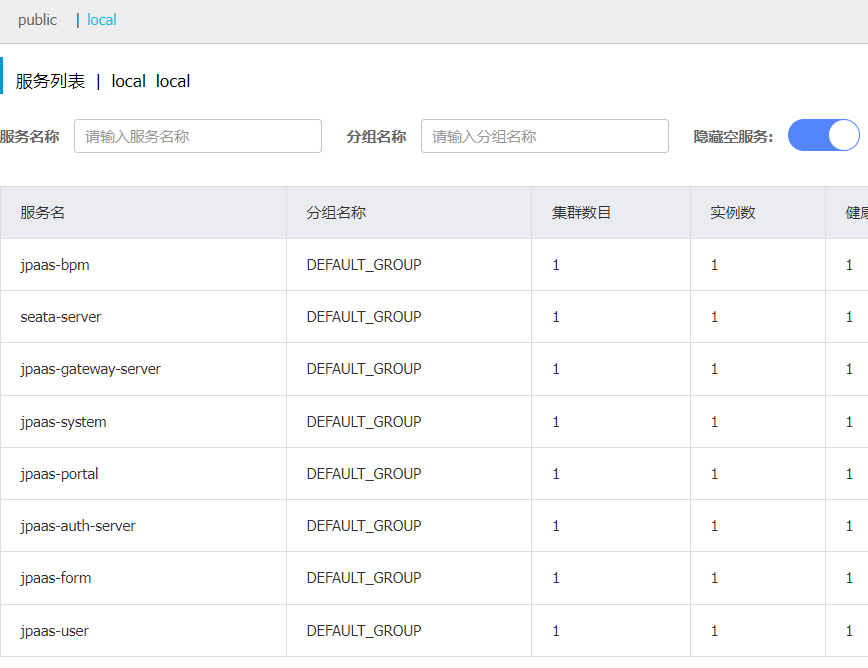 public | local
服务列表 | local local
服务名称 请输入服务名称 分组名称 请输入分组名称 隐藏空服务:
服务名 分组名称 集群数目 实例数 健康
jpaas-bpm DEFAULT_GROUP 1 1 1
seata-server DEFAULT_GROUP 1 1 1
jpaas-gateway-server DEFAULT_GROUP 1 1 1
jpaas-system DEFAULT_GROUP 1 1 1
jpaas-portal DEFAULT_GROUP 1 1 1
jpaas-auth-server DEFAULT_GROUP 1 1 1
jpaas-form DEFAULT_GROUP 1 1 1
jpaas-user DEFAULT_GROUP 1 1 1